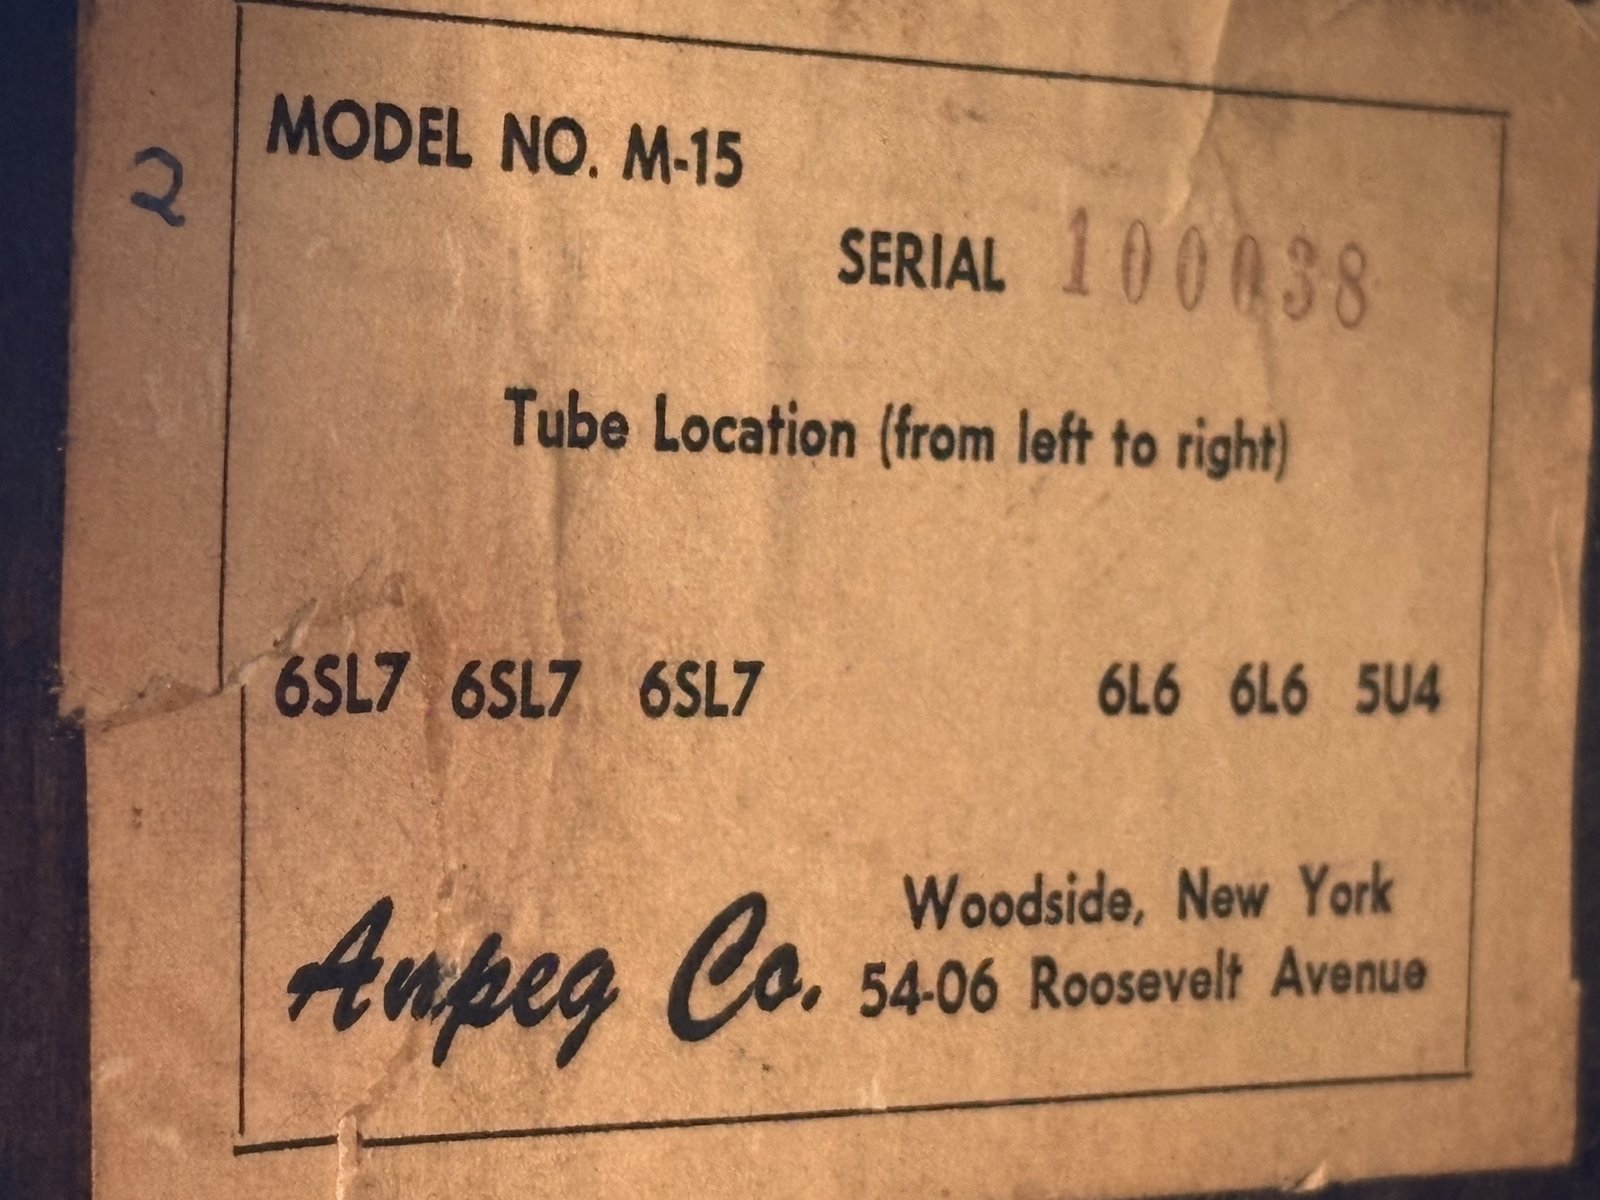 2
MODEL NO. M-15
SERIAL 100038
Tube Location (from left to right)
6SL7 6SL7 6SL7 6L6 6L6 5U4
Woodside, New York
Ampeg Co. 54-06 Roosevelt Avenue